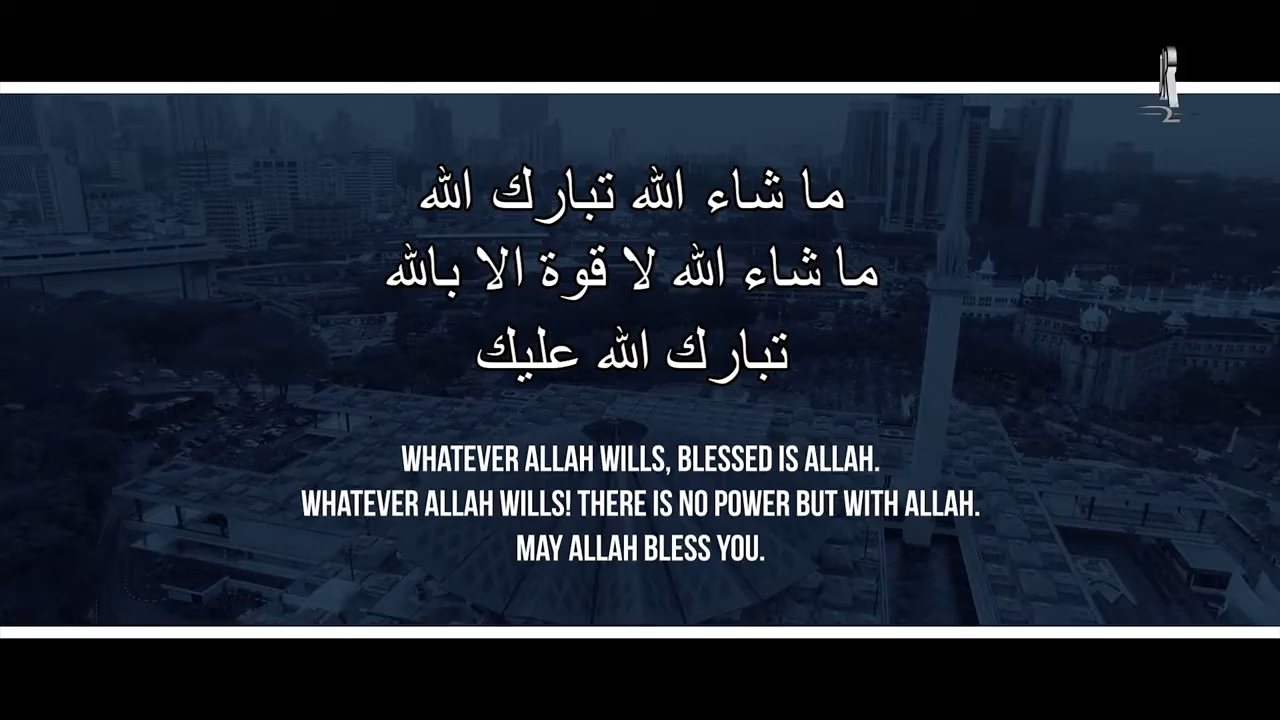 ما شاء الله تبارك الله
ما شاء الله لا قوة الا بالله
تبارك الله عليك
WHATEVER ALLAH WILLS, BLESSED IS ALLAH.
WHATEVER ALLAH WILLS! THERE IS NO POWER BUT WITH ALLAH.
MAY ALLAH BLESS YOU.